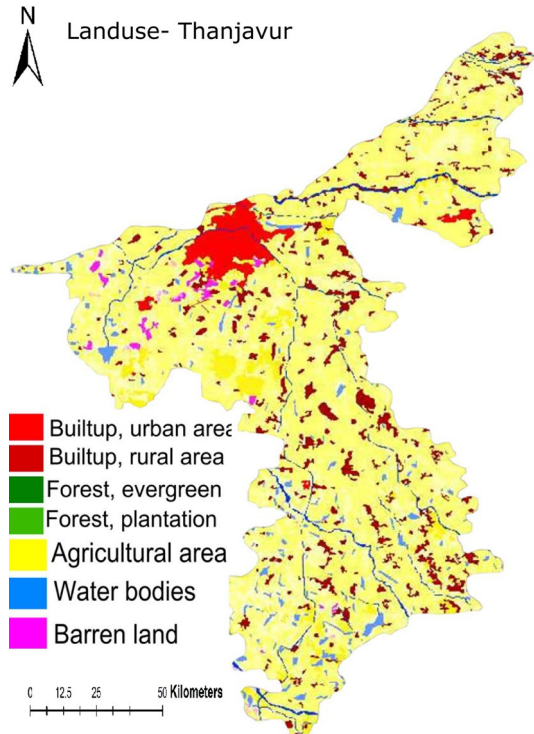 N
Landuse- Thanjavur
Builtup, urban area
Builtup, rural area
Forest, evergreen
Forest, plantation
Agricultural area
Water bodies
Barren land
0 12.5 25 50 Kilometers